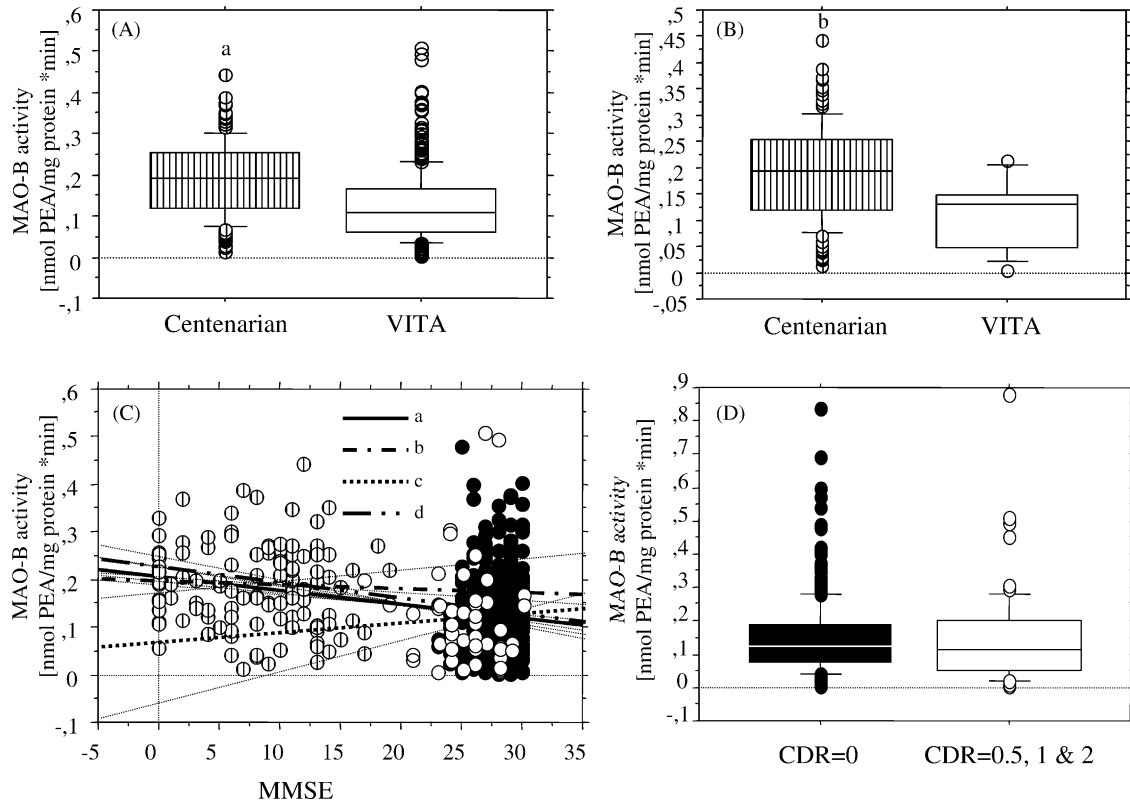 (A)
a
MAO-B activity
[nmol PEA/mg protein *min]
,6
,5
,4
,3
,2
,1
0
-,1
Centenarian
VITA
(B)
b
MAO-B activity
[nmol PEA/mg protein *min]
,5
,45
,4
,35
,3
,25
,2
,15
,1
,05
0
-,05
Centenarian
VITA
(C)
a
b
c
d
MAO-B activity
[nmol PEA/mg protein *min]
,6
,5
,4
,3
,2
,1
0
-,1
-5
0
5
10
15
20
25
30
35
MMSE
(D)
MAO-B activity
[nmol PEA/mg protein *min]
,9
,8
,7
,6
,5
,4
,3
,2
,1
0
-,1
CDR=0
CDR=0.5, 1 & 2